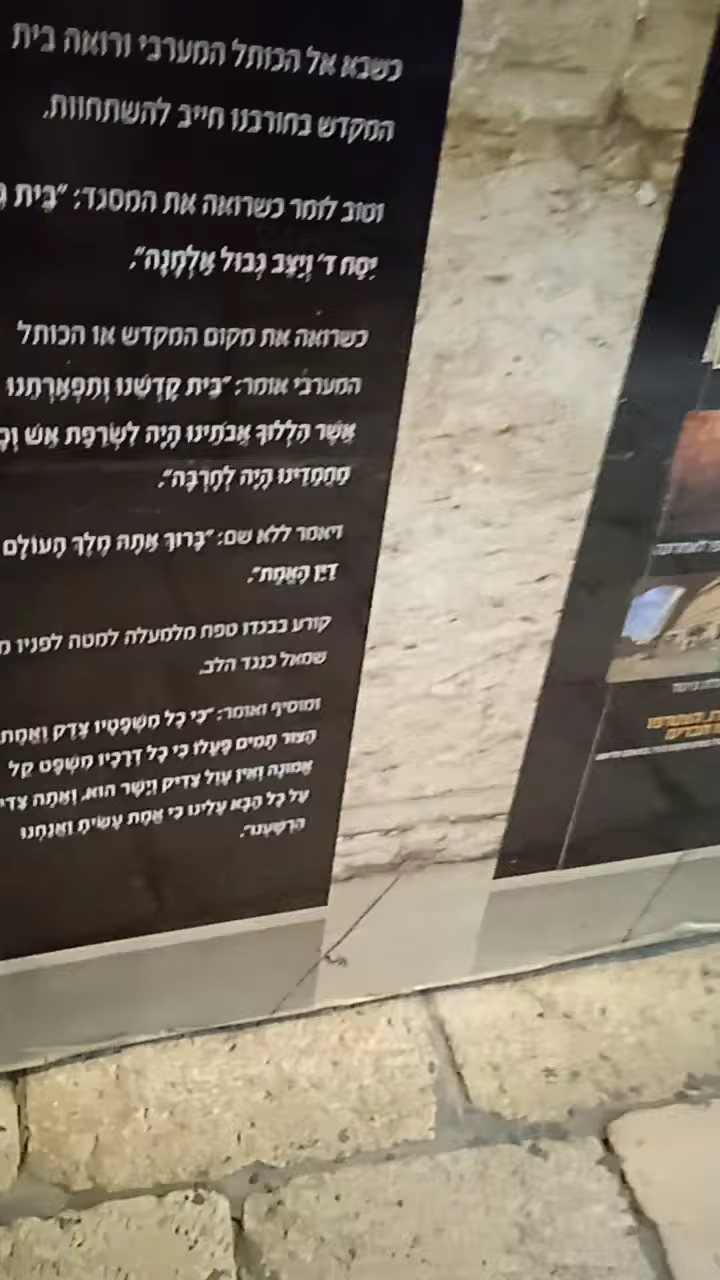 כשבא אל הכותל המערבי ורואה בית
המקדש בחורבנו חייב להשתחוות.
וטוב לומר כשרואה את המסגד: "בֵּית
יִסַּח ד' וְיַצֵּב גְּבוּל אַלְמָנָה".
כשרואה את מקום המקדש או הכותל
המערבי אומר: "בֵּית קָדְשֵׁנוּ וְתִפְאַרְתֵּנוּ
אֲשֶׁר הִלְלוּךָ אֲבֹתֵינוּ הָיָה לִשְׂרֵפַת אֵשׁ
מַחֲמַדֵּינוּ הָיָה לְחָרְבָּה".
ויאמר ללא שם: "בָּרוּךְ אַתָּה מֶלֶךְ הָעוֹלָם
דַּיַּן הָאֱמֶת".
קורע בבגדו טפח מלמעלה למטה לפניו
שמאל כנגד הלב.
ומוסיף ואומר: "כִּי כָל מִשְׁפָּטָיו צֶדֶק וֶאֱמֶת
הַצּוּר תָּמִים פָּעֳלוֹ כִּי כָל דְּרָכָיו מִשְׁפָּט קֵל
אֱמוּנָה וְאֵין עָוֶל צַדִּיק וְיָשָׁר הוּא. וְאַתָּה
עַל כָּל הַבָּא עָלֵינוּ כִּי אֱמֶת עָשִׂיתָ וַאֲנַחְנוּ
הִרְשָׁעְנוּ".